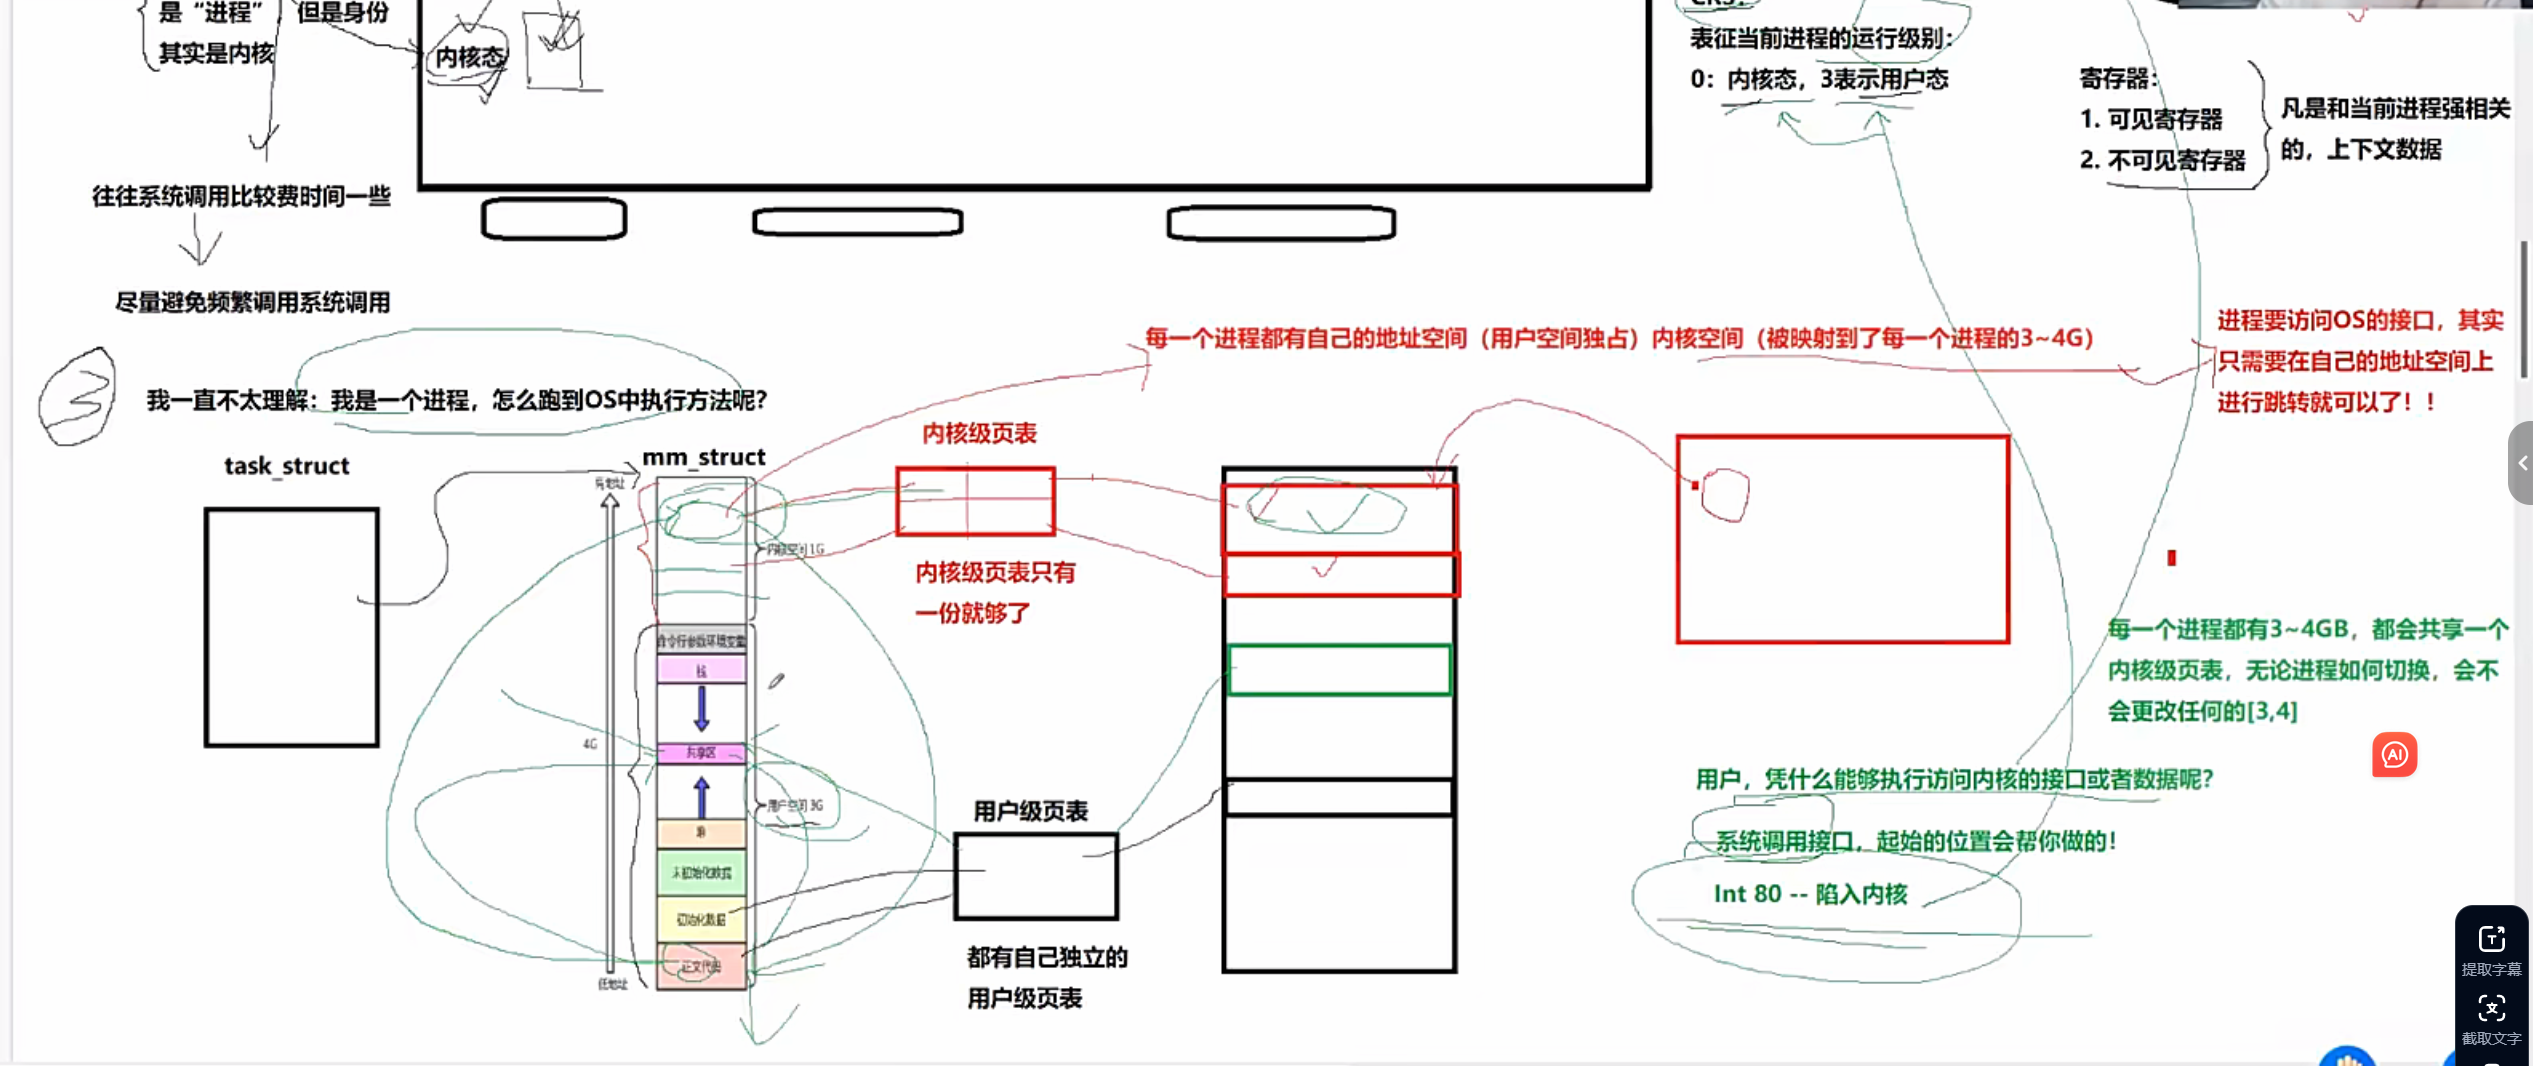 是“进程”
但是身份
其实是内核
内核态
往往系统调用比较费时间一些
尽量避免频繁调用系统调用
CR3:
表征当前进程的运行级别:
0: 内核态, 3表示用户态
寄存器:
1. 可见寄存器
2. 不可见寄存器
凡是和当前进程强相关
的, 上下文数据
每一个进程都有自己的地址空间 (用户空间独占) 内核空间 (被映射到了每一个进程的3~4G)
进程要访问OS的接口, 其实
只需要在自己的地址空间上
进行跳转就可以了! !
我一直不太理解: 我是一个进程, 怎么跑到OS中执行方法呢?
task_struct
mm_struct
高地址
内核空间1G
命令行参数环境变量
栈
共享区
4G
用户空间3G
堆
未初始化数据
初始化数据
正文代码
低地址
内核级页表
内核级页表只有
一份就够了
用户级页表
都有自己独立的
用户级页表
每一个进程都有3~4GB, 都会共享一个
内核级页表, 无论进程如何切换, 会不
会更改任何的[3,4]
用户, 凭什么能够执行访问内核的接口或者数据呢?
系统调用接口, 起始的位置会帮你做的!
Int 80 -- 陷入内核
AI
提取字幕
截取文字